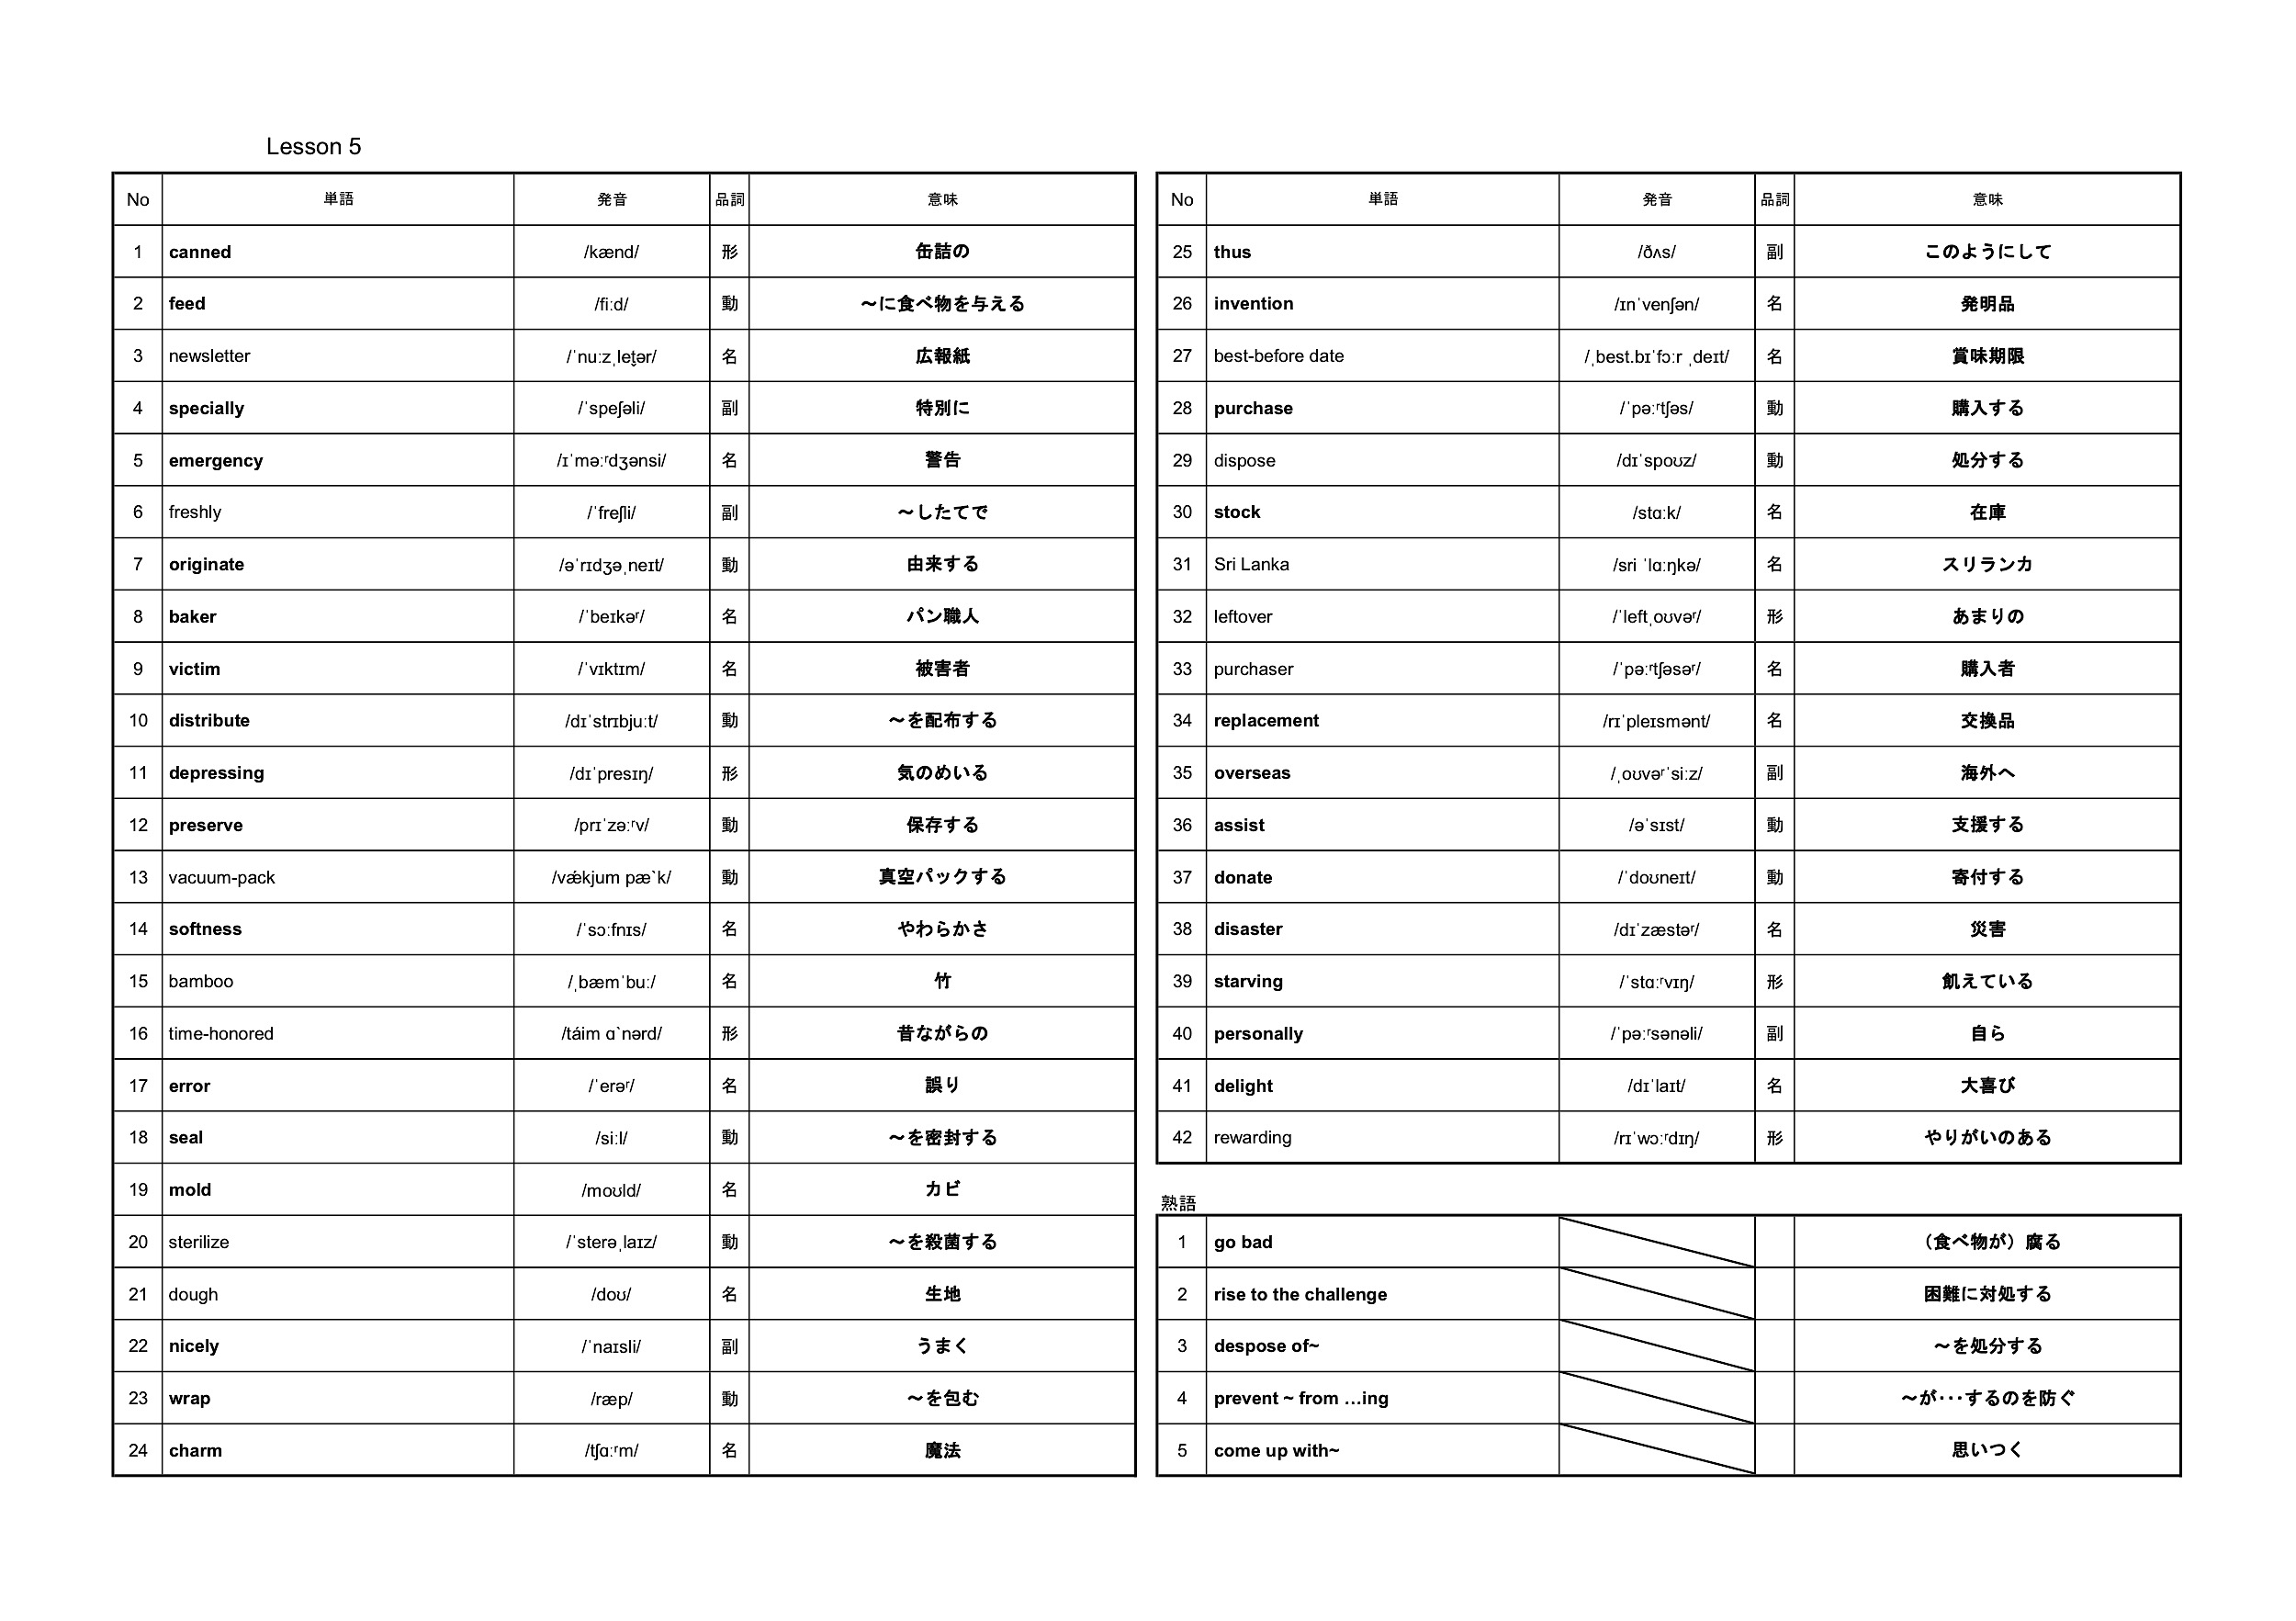 Lesson 5
No 単語 発音 品詞 意味
1 canned /kænd/ 形 缶詰の
2 feed /fiːd/ 動 ～に食べ物を与える
3 newsletter /ˈnuːzˌlet̬ər/ 名 広報紙
4 specially /ˈspeʃəli/ 副 特別に
5 emergency /ɪˈməːʳdʒənsi/ 名 警告
6 freshly /ˈfreʃli/ 副 ～したてで
7 originate /əˈrɪdʒəˌneɪt/ 動 由来する
8 baker /ˈbeɪkəʳ/ 名 パン職人
9 victim /ˈvɪktɪm/ 名 被害者
10 distribute /dɪˈstrɪbjuːt/ 動 ～を配布する
11 depressing /dɪˈpresɪŋ/ 形 気のめいる
12 preserve /prɪˈzəːʳv/ 動 保存する
13 vacuum-pack /vǽkjum pæ`k/ 動 真空パックする
14 softness /ˈsɔːfnɪs/ 名 やわらかさ
15 bamboo /ˌbæmˈbuː/ 名 竹
16 time-honored /táim ɑ`nərd/ 形 昔ながらの
17 error /ˈerəʳ/ 名 誤り
18 seal /siːl/ 動 ～を密封する
19 mold /moʊld/ 名 カビ
20 sterilize /ˈsterəˌlaɪz/ 動 ～を殺菌する
21 dough /doʊ/ 名 生地
22 nicely /ˈnaɪsli/ 副 うまく
23 wrap /ræp/ 動 ～を包む
24 charm /tʃɑːʳm/ 名 魔法
No 単語 発音 品詞 意味
25 thus /ðʌs/ 副 このようにして
26 invention /ɪnˈvenʃən/ 名 発明品
27 best-before date /ˌbest.bɪˈfɔːr ˌdeɪt/ 名 賞味期限
28 purchase /ˈpəːʳtʃəs/ 動 購入する
29 dispose /dɪˈspoʊz/ 動 処分する
30 stock /stɑːk/ 名 在庫
31 Sri Lanka /sri ˈlɑːŋkə/ 名 スリランカ
32 leftover /ˈleftˌoʊvəʳ/ 形 あまりの
33 purchaser /ˈpəːʳtʃəsəʳ/ 名 購入者
34 replacement /rɪˈpleɪsmənt/ 名 交換品
35 overseas /ˌoʊvəʳˈsiːz/ 副 海外へ
36 assist /əˈsɪst/ 動 支援する
37 donate /ˈdoʊneɪt/ 動 寄付する
38 disaster /dɪˈzæstəʳ/ 名 災害
39 starving /ˈstɑːʳvɪŋ/ 形 飢えている
40 personally /ˈpəːʳsənəli/ 副 自ら
41 delight /dɪˈlaɪt/ 名 大喜び
42 rewarding /rɪˈwɔːʳdɪŋ/ 形 やりがいのある
熟語
1 go bad （食べ物が）腐る
2 rise to the challenge 困難に対処する
3 despose of~ ～を処分する
4 prevent ~ from …ing ～が･･･するのを防ぐ
5 come up with~ 思いつく